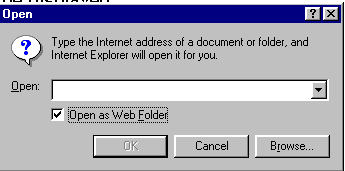 Open
Type the Internet address of a document or folder, and
Internet Explorer will open it for you.
Open:
Open as Web Folder
OK
Cancel
Browse...